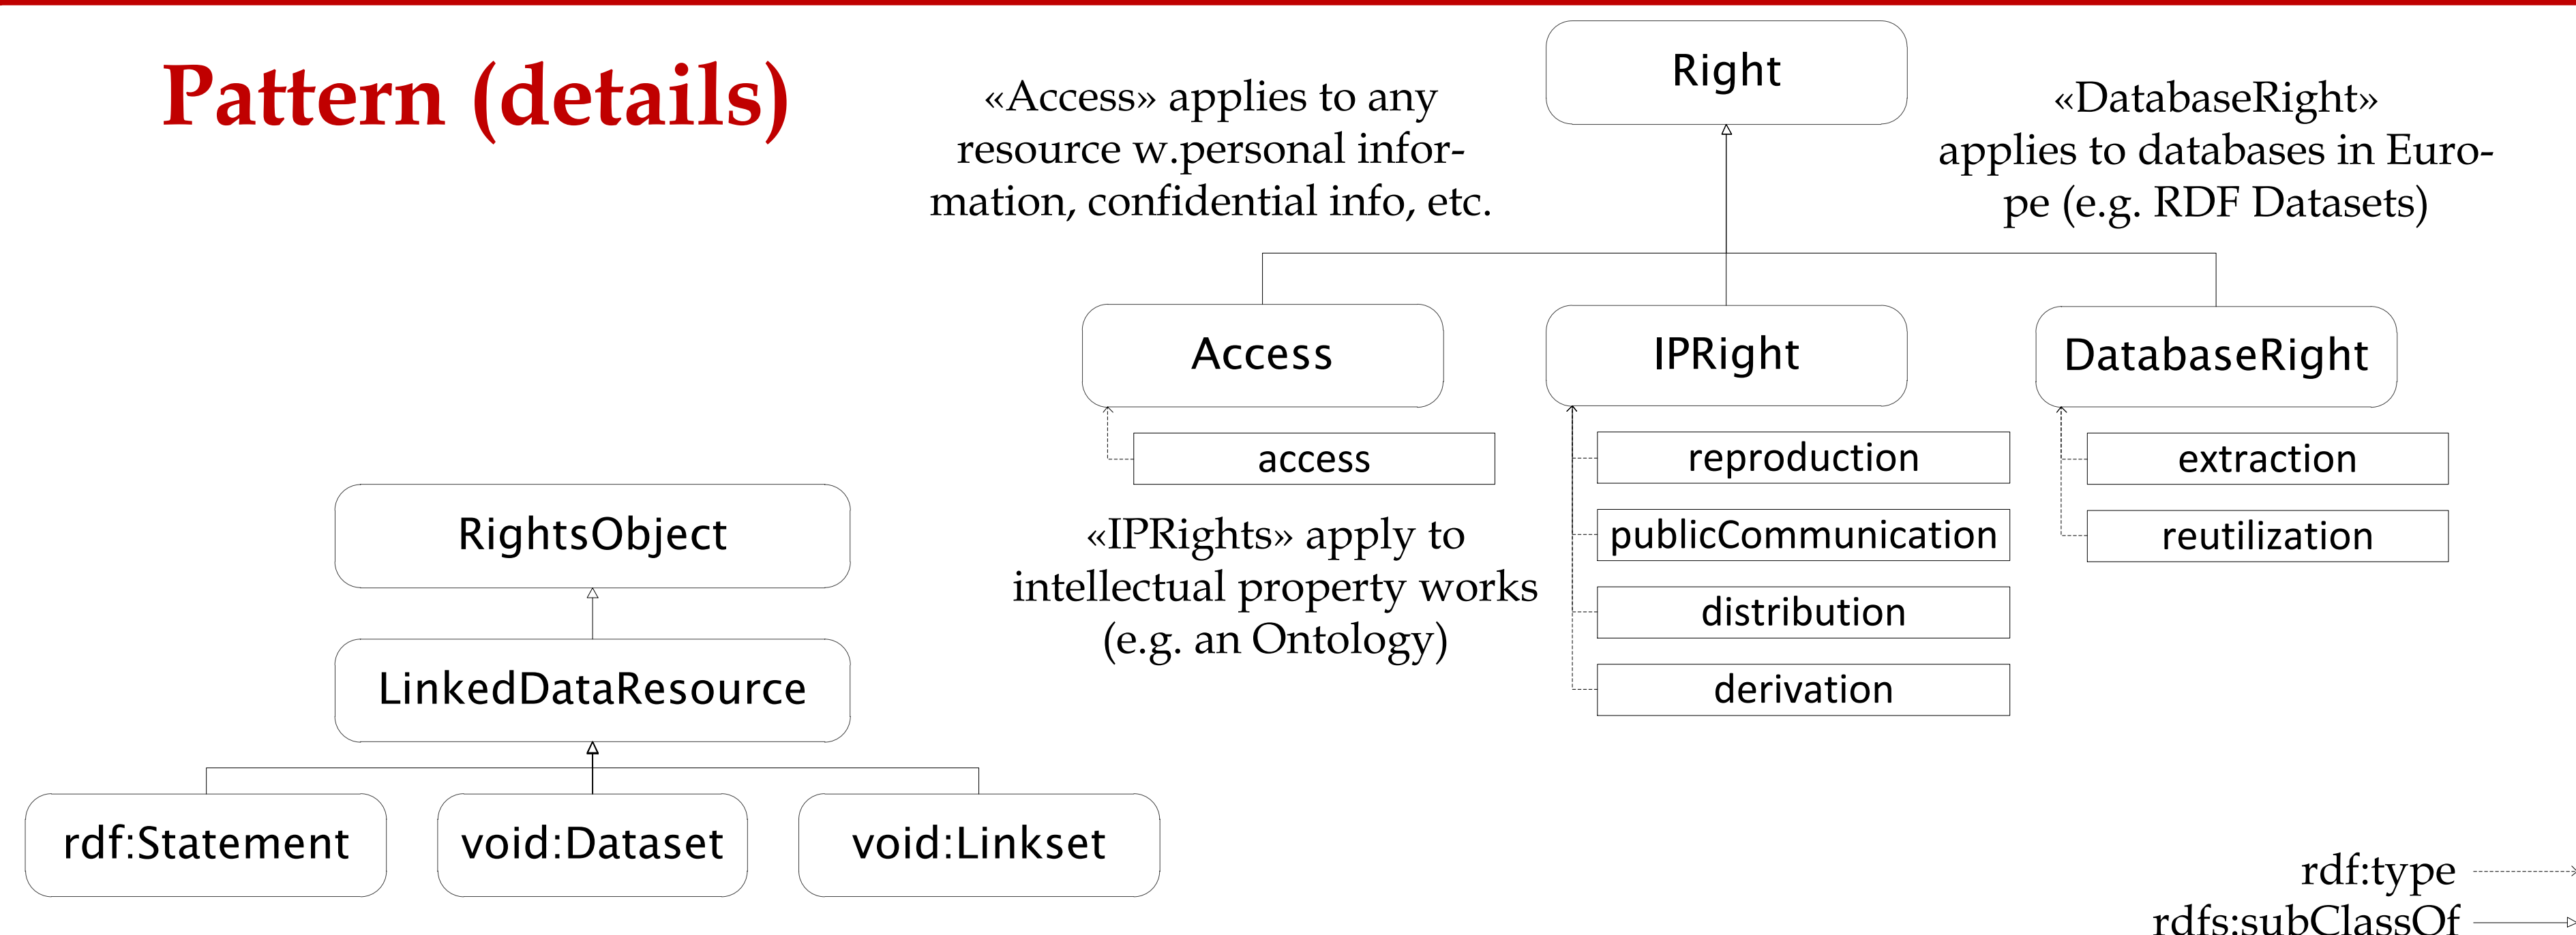 Pattern (details)
«Access» applies to any
resource w.personal infor-
mation, confidential info, etc.
Right
«DatabaseRight»
applies to databases in Euro-
pe (e.g. RDF Datasets)
Access
IPRight
DatabaseRight
access
reproduction
extraction
publicCommunication
reutilization
distribution
derivation
«IPRights» apply to
intellectual property works
(e.g. an Ontology)
RightsObject
LinkedDataResource
rdf:Statement
void:Dataset
void:Linkset
rdf:type
rdfs:subClassOf